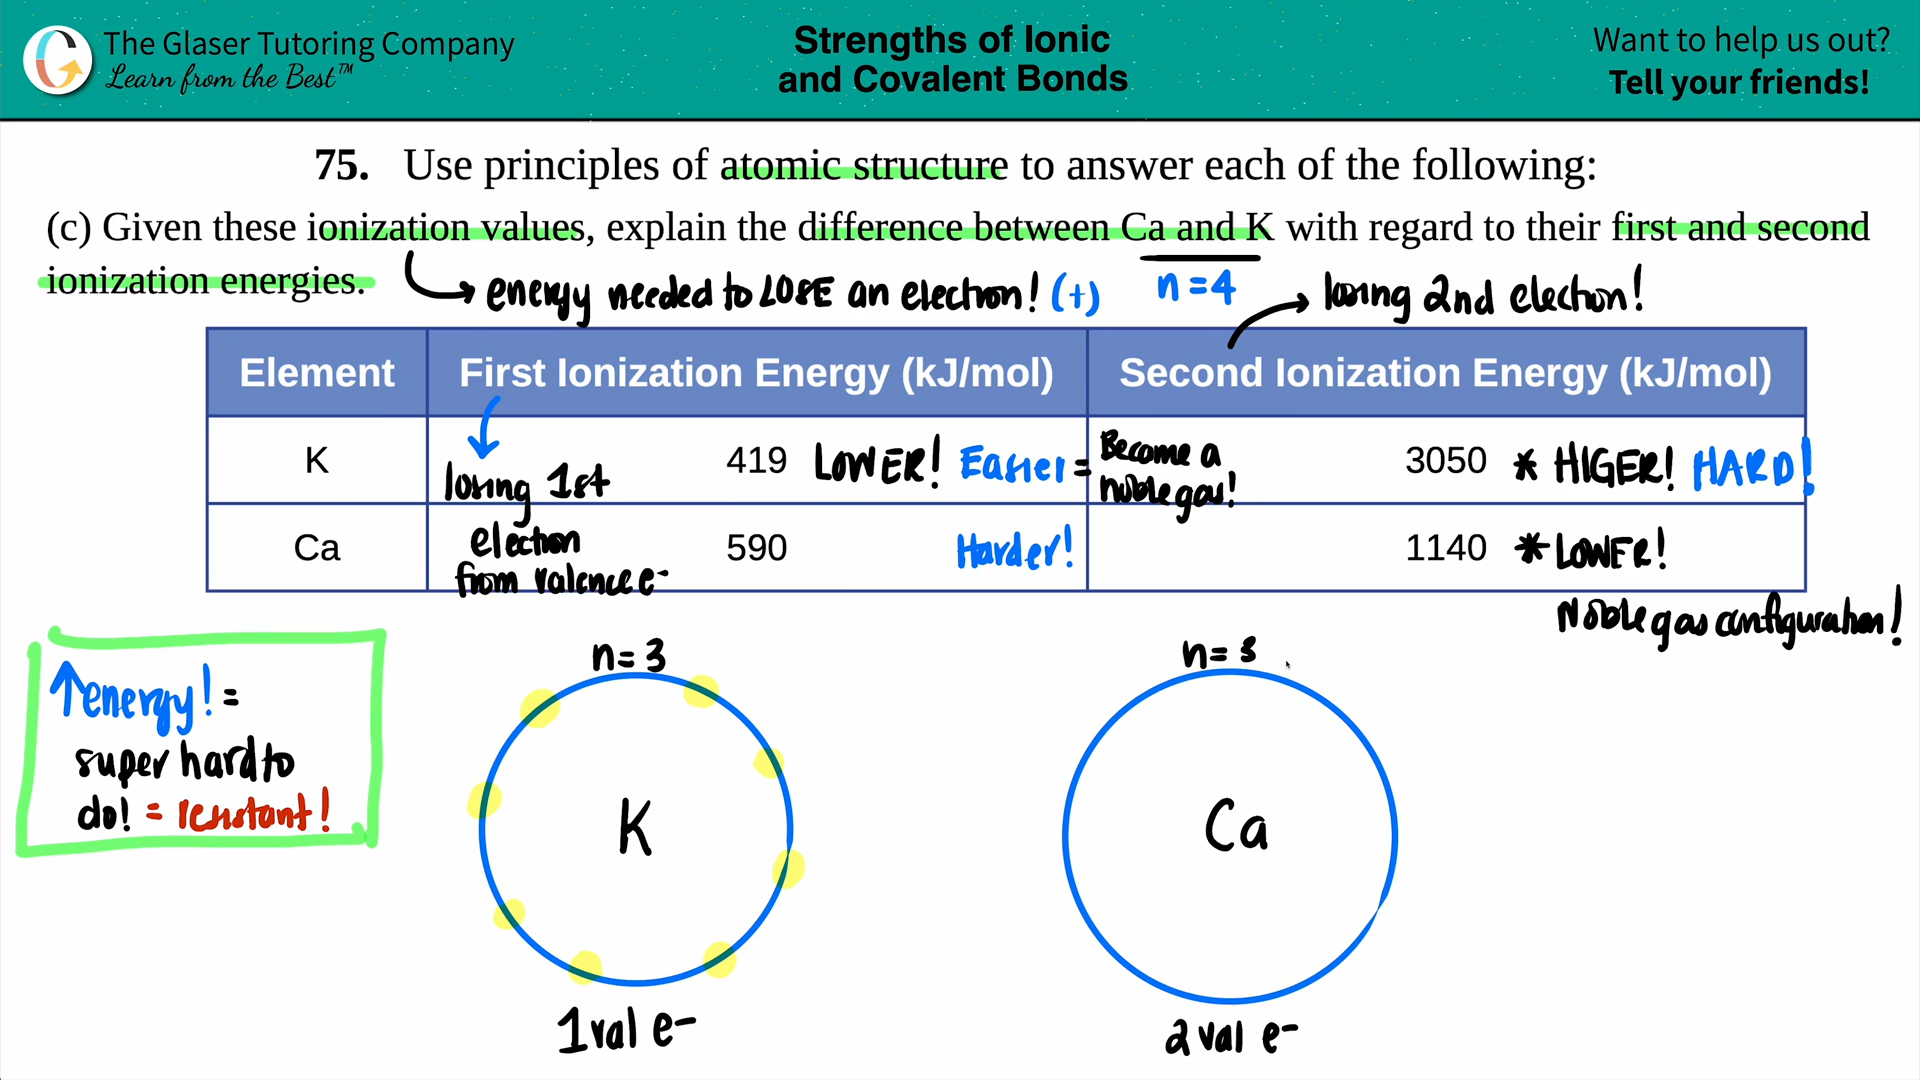 The Glaser Tutoring Company
Learn from the Best™
Strengths of Ionic
and Covalent Bonds
Want to help us out?
Tell your friends!
75. Use principles of atomic structure to answer each of the following:
(c) Given these ionization values, explain the difference between Ca and K with regard to their first and second
ionization energies.
energy needed to LOSE an electron! (+)
n=4
losing 2nd electron!
Element First Ionization Energy (kJ/mol) Second Ionization Energy (kJ/mol)
K 419 LOWER! Easier = Become a noble gas! 3050 * HIGER! HARD!
losing 1st
electron
from valence e-
Ca 590 Harder! 1140 * LOWER!
Noble gas configuration!
↑energy! =
super hard to
do! = resistant!
n=3
K
1 val e-
n=3
Ca
2 val e-